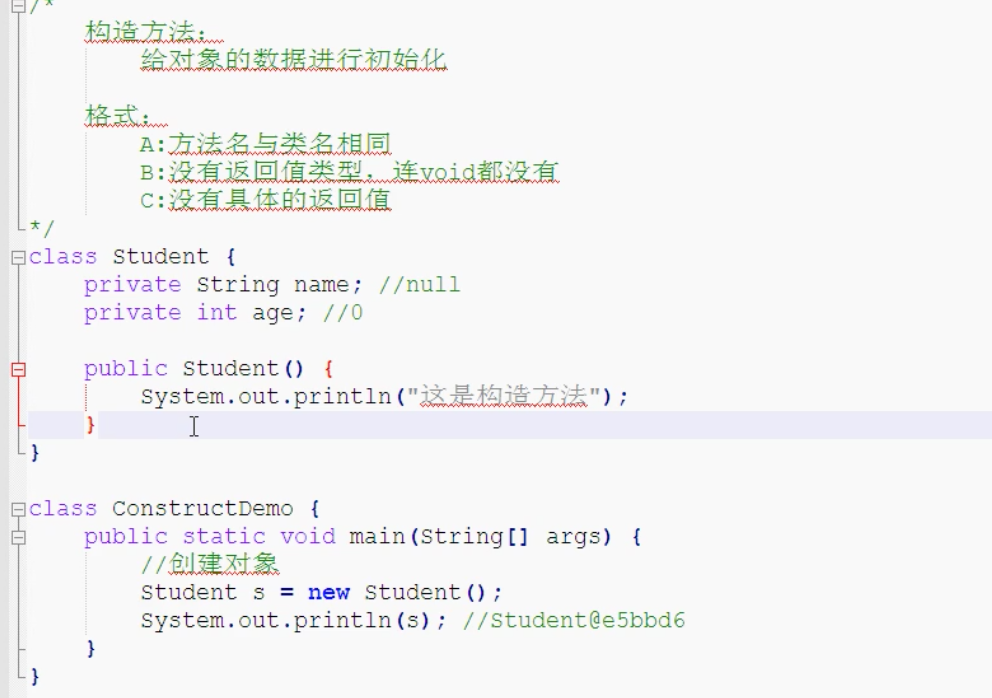 /*
构造方法:
给对象的数据进行初始化
格式:
A:方法名与类名相同
B:没有返回值类型，连void都没有
C:没有具体的返回值
*/
class Student {
private String name; //null
private int age; //0
public Student() {
System.out.println("这是构造方法");
}
}
class ConstructDemo {
public static void main(String[] args) {
//创建对象
Student s = new Student();
System.out.println(s); //Student@e5bbd6
}
}